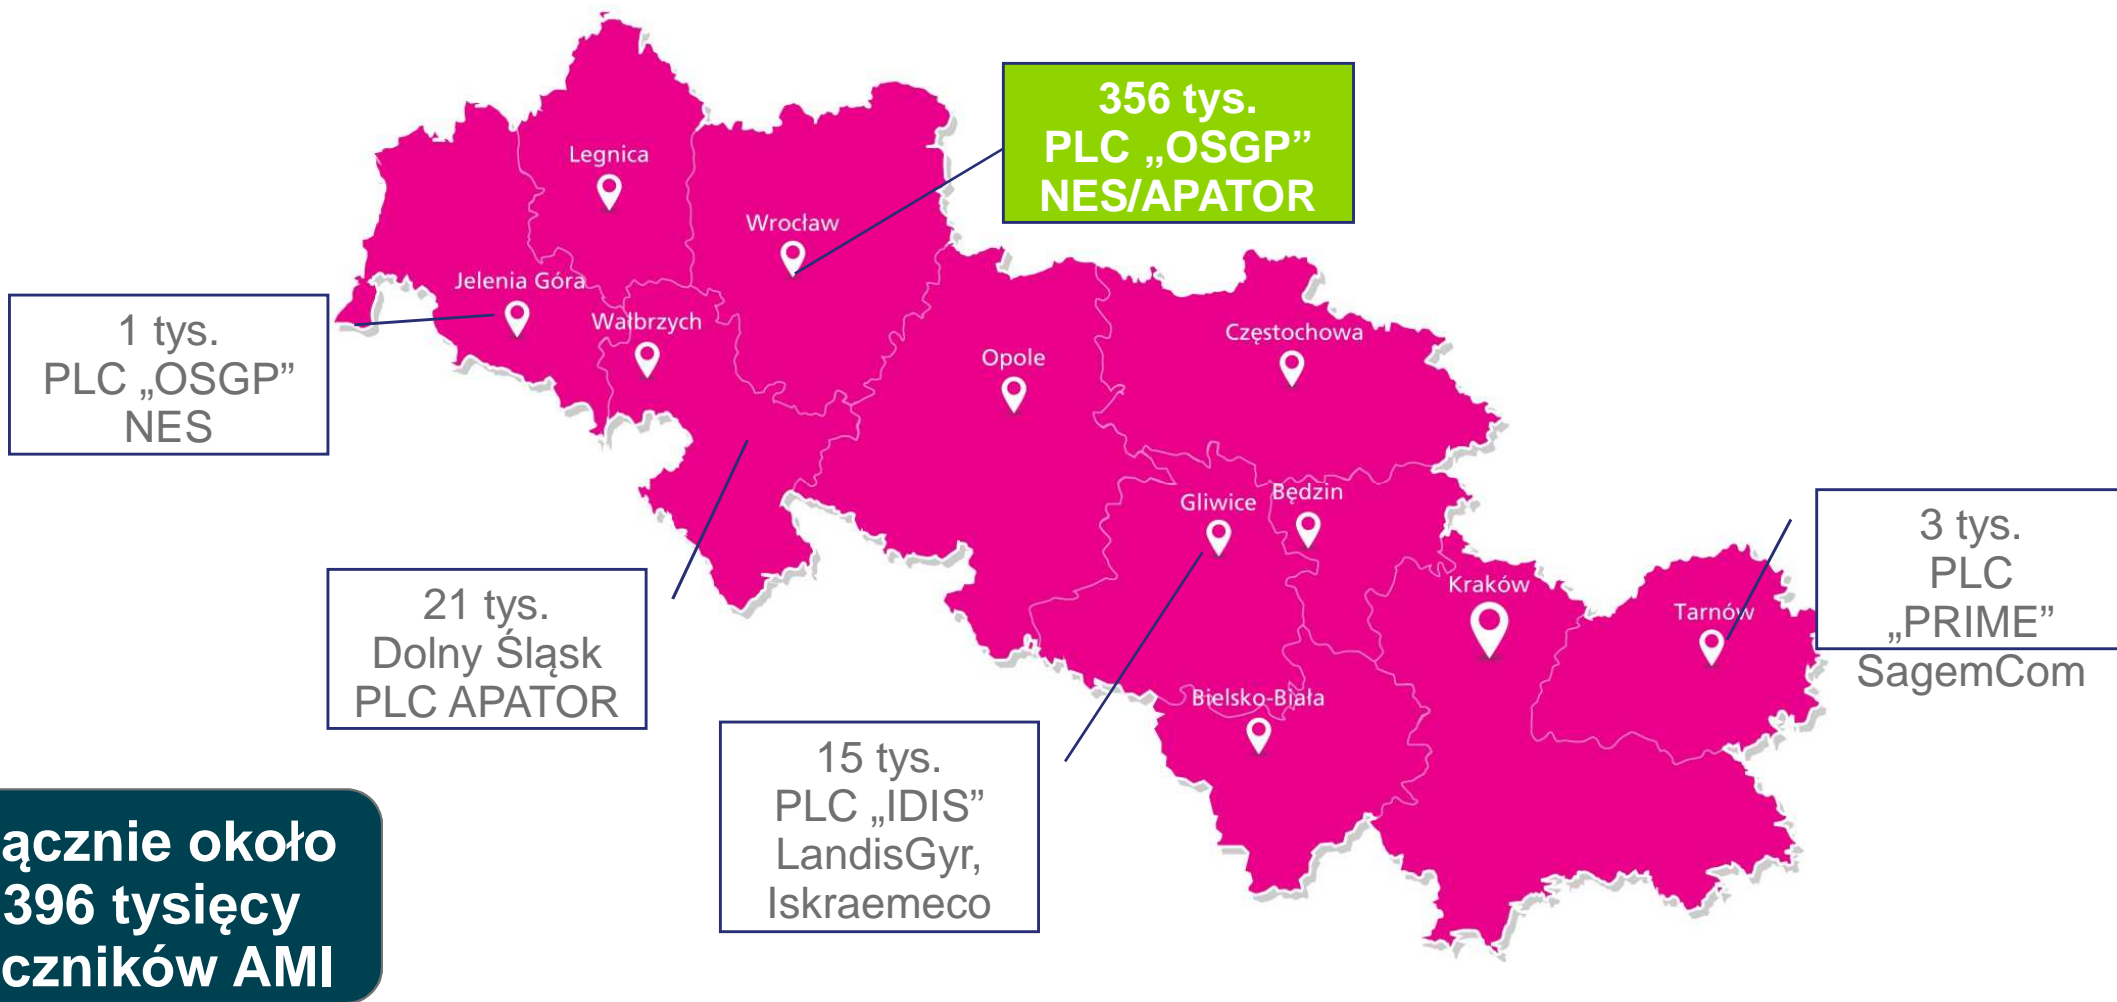 356 tys.
PLC „OSGP”
NES/APATOR
Legnica
Wrocław
Jelenia Góra
Wałbrzych
1 tys.
PLC „OSGP”
NES
Opole
Częstochowa
Gliwice
Będzin
Kraków
Tarnów
3 tys.
PLC
„PRIME”
SagemCom
21 tys.
Dolny Śląsk
PLC APATOR
Bielsko-Biała
15 tys.
PLC „IDIS”
LandisGyr,
Iskraemeco
ącznie około
396 tysięcy
czników AMI